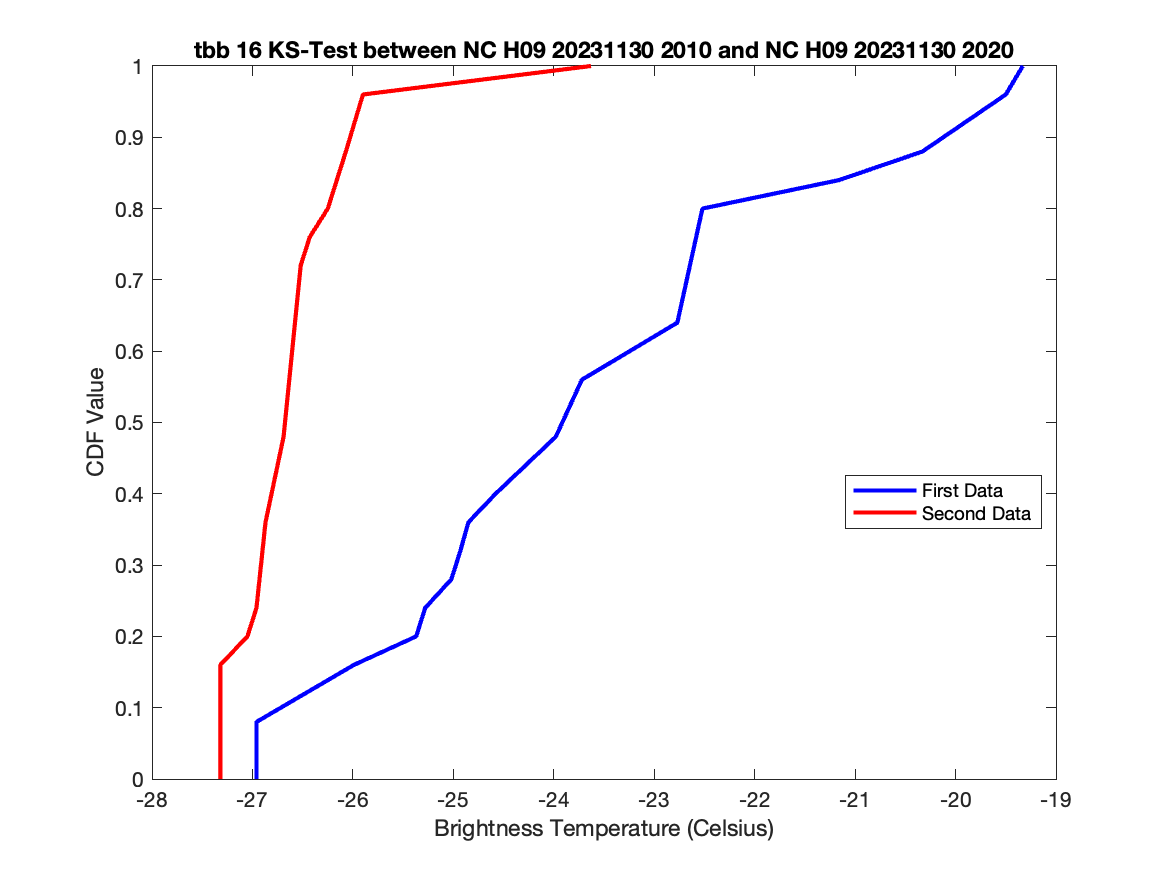 tbb 16 KS-Test between NC H09 20231130 2010 and NC H09 20231130 2020
1
0.9
0.8
0.7
0.6
0.5
0.4
0.3
0.2
0.1
0
CDF Value
First Data
Second Data
-28 -27 -26 -25 -24 -23 -22 -21 -20 -19
Brightness Temperature (Celsius)